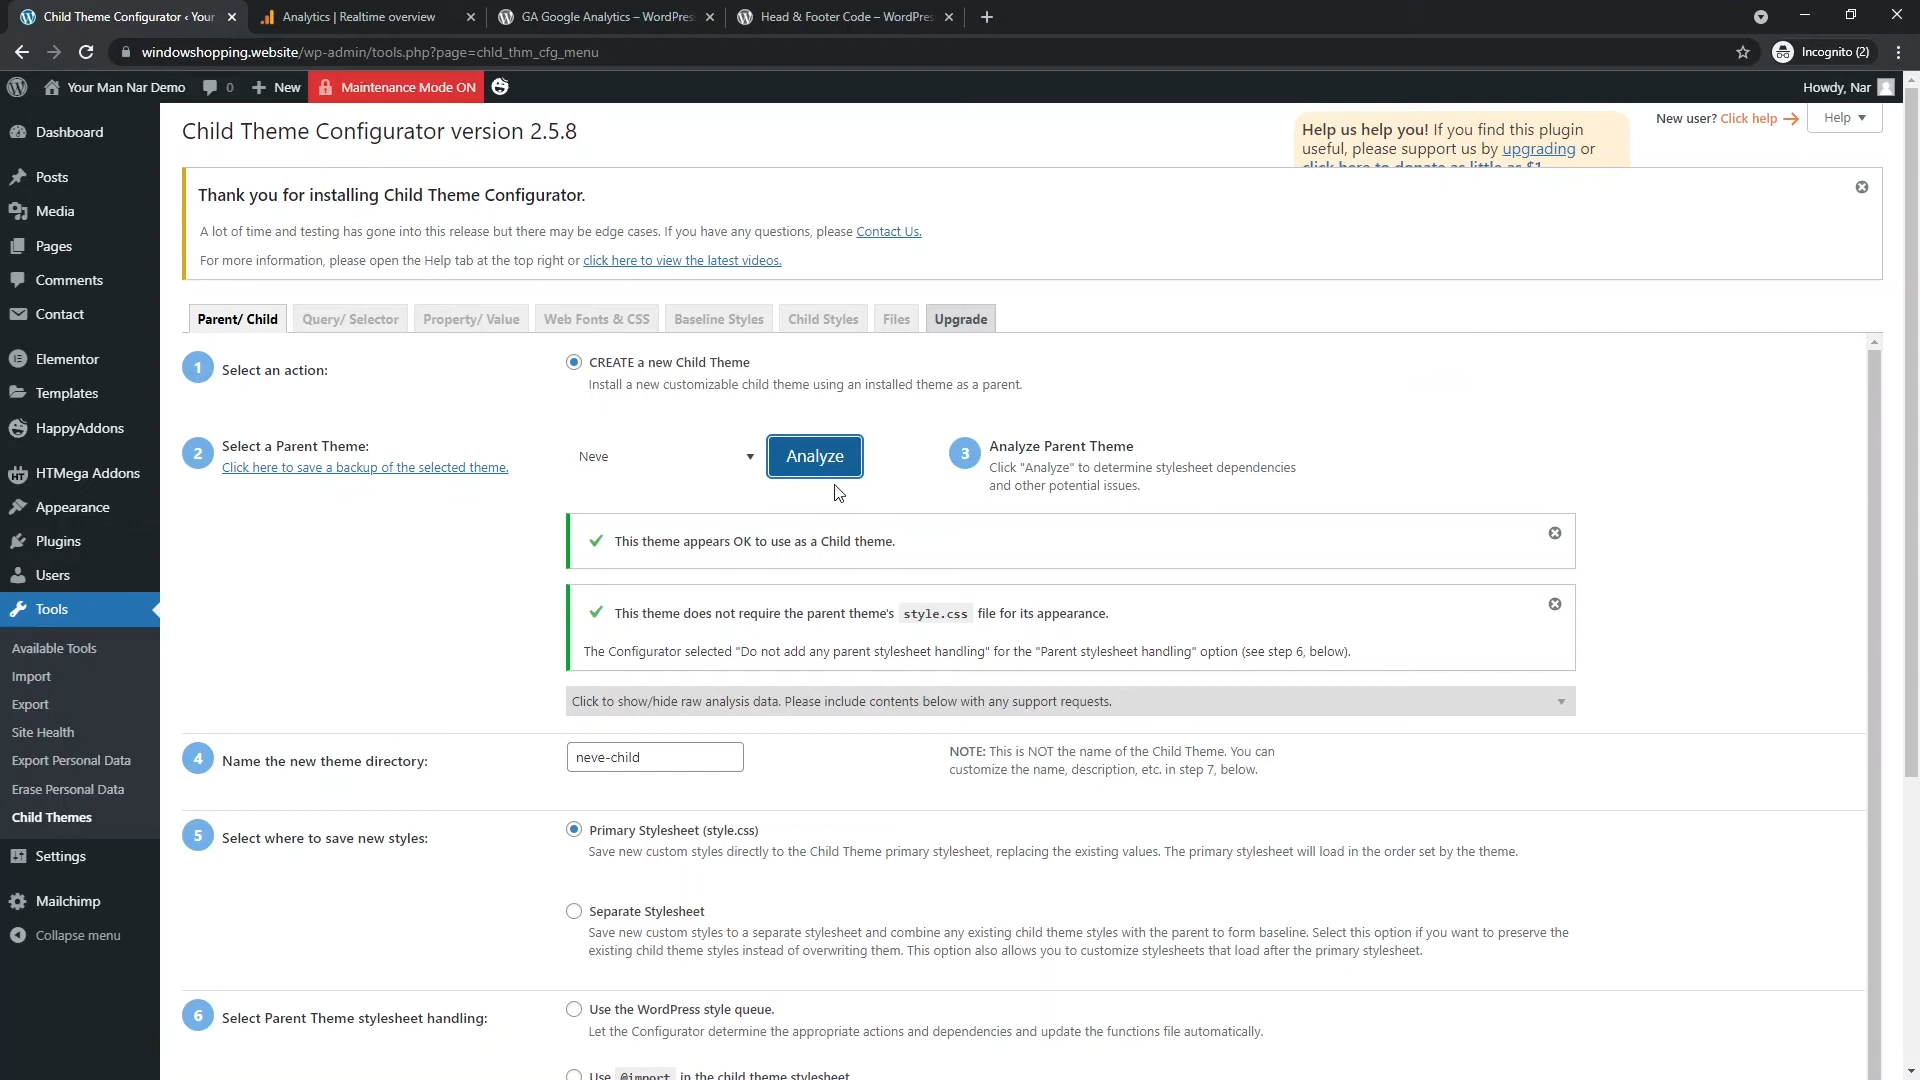 Child Theme Configurator ‹ Your
Analytics | Realtime overview
GA Google Analytics – WordPres
Head & Footer Code – WordPres
windowshopping.website/wp-admin/tools.php?page=chld_thm_cfg_menu
Incognito (2)
Your Man Nar Demo
0
New
Maintenance Mode ON
Howdy, Nar
Dashboard
Posts
Media
Pages
Comments
Contact
Elementor
Templates
HappyAddons
HTMega Addons
Appearance
Plugins
Users
Tools
Available Tools
Import
Export
Site Health
Export Personal Data
Erase Personal Data
Child Themes
Settings
Mailchimp
Collapse menu
Child Theme Configurator version 2.5.8
Help us help you! If you find this plugin
useful, please support us by upgrading or
click here to donate as little as $1
New user? Click help
Help
Thank you for installing Child Theme Configurator.
A lot of time and testing has gone into this release but there may be edge cases. If you have any questions, please Contact Us.
For more information, please open the Help tab at the top right or click here to view the latest videos.
Parent/ Child
Query/ Selector
Property/ Value
Web Fonts & CSS
Baseline Styles
Child Styles
Files
Upgrade
1
Select an action:
CREATE a new Child Theme
Install a new customizable child theme using an installed theme as a parent.
2
Select a Parent Theme:
Click here to save a backup of the selected theme.
Neve
Analyze
3
Analyze Parent Theme
Click "Analyze" to determine stylesheet dependencies
and other potential issues.
This theme appears OK to use as a Child theme.
This theme does not require the parent theme's style.css file for its appearance.
The Configurator selected "Do not add any parent stylesheet handling" for the "Parent stylesheet handling" option (see step 6, below).
Click to show/hide raw analysis data. Please include contents below with any support requests.
4
Name the new theme directory:
neve-child
NOTE: This is NOT the name of the Child Theme. You can
customize the name, description, etc. in step 7, below.
5
Select where to save new styles:
Primary Stylesheet (style.css)
Save new custom styles directly to the Child Theme primary stylesheet, replacing the existing values. The primary stylesheet will load in the order set by the theme.
Separate Stylesheet
Save new custom styles to a separate stylesheet and combine any existing child theme styles with the parent to form baseline. Select this option if you want to preserve the
existing child theme styles instead of overwriting them. This option also allows you to customize stylesheets that load after the primary stylesheet.
6
Select Parent Theme stylesheet handling:
Use the WordPress style queue.
Let the Configurator determine the appropriate actions and dependencies and update the functions file automatically.
Use @import in the child theme stylesheet